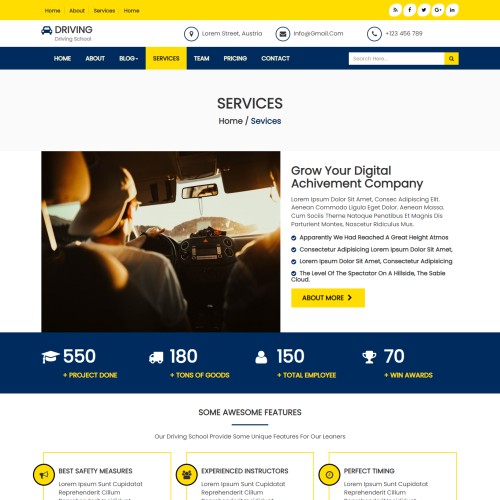 Home About Services Home
DRIVING
Driving School
Lorem Street, Austria
Info@Gmail.Com
+123 456 789
HOME ABOUT BLOG SERVICES TEAM PRICING CONTACT
Search Here...
SERVICES
Home / Sevices
Grow Your Digital
Achivement Company
Lorem Ipsum Dolor Sit Amet, Consec Adipiscing Elit.
Aenean Commodo Ligula Eget Dolor. Aenean Massa.
Cum Sociis Theme Natoque Penatibus Et Magnis Dis
Parturient Montes, Nascetur Ridiculus Mus.
Apparently We Had Reached A Great Height Atmos
Consectetur Adipisicing Lorem Ipsum Dolor Sit Amet,
Lorem Ipsum Dolor Sit Amet, Consectetur Adipisicing
The Level Of The Spectator On A Hillside, The Sable
Cloud,
ABOUT MORE
550 180 150 70
+ PROJECT DONE + TONS OF GOODS + TOTAL EMPLOYEE + WIN AWARDS
SOME AWESOME FEATURES
Our Driving School Provide Some Unique Features For Our Leaners
BEST SAFETY MEASURES
Lorem Ipsum Sunt Cupidatat
Reprehenderit Cillum
EXPERIENCED INSTRUCTORS
Lorem Ipsum Sunt Cupidatat
Reprehenderit Cillum
PERFECT TIMING
Lorem Ipsum Sunt Cupidatat
Reprehenderit Cillum